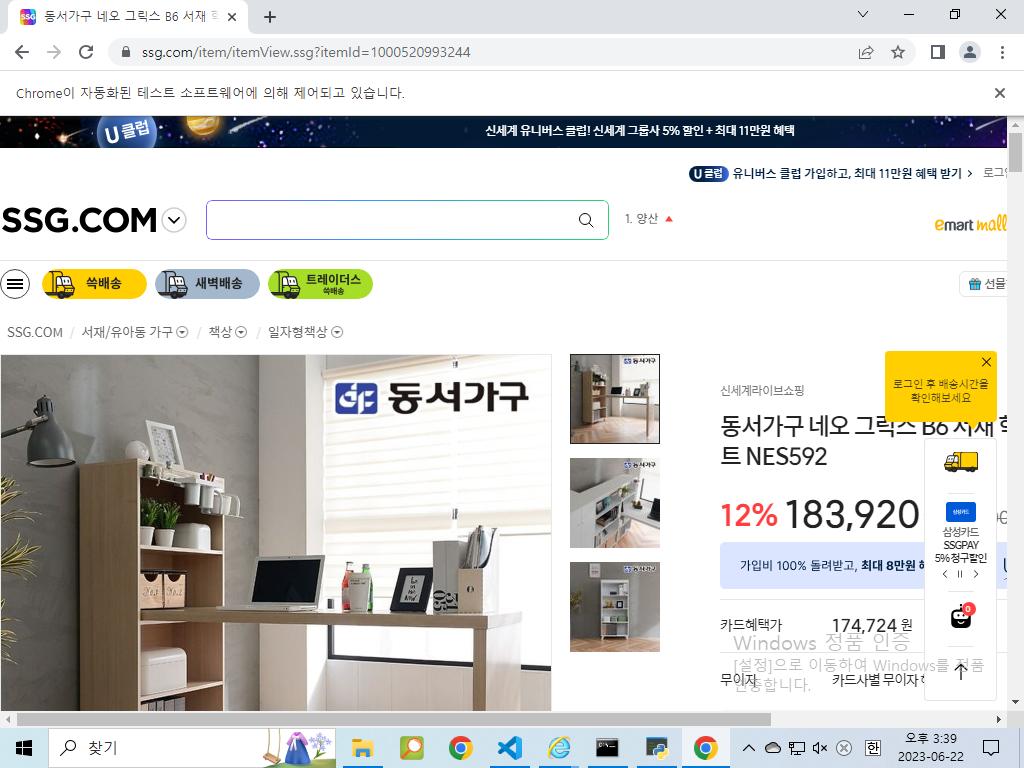 동서가구 네오 그릭스 B6 서재
ssg.com/item/itemView.ssg?itemId=1000520993244
Chrome이 자동화된 테스트 소프트웨어에 의해 제어되고 있습니다.
U 클럽
신세계 유니버스 클럽! 신세계 그룹사 5% 할인 + 최대 11만원 혜택
U 클럽 유니버스 클럽 가입하고, 최대 11만원 혜택 받기
SSG.COM
1. 양산
emart mall
쓱배송
새벽배송
트레이더스
쓱배송
선물
SSG.COM / 서재/유아동 가구 / 책상 / 일자형책상
동서가구
신세계라이브쇼핑
로그인 후 배송시간을
확인해보세요
동서가구 네오 그릭스 B6 서재
트 NES592
12% 183,920
삼성카드
삼성카드
SSGPAY
5% 청구할인
가입비 100% 돌려받고, 최대 8만원
0
카드혜택가 174,724 원
Windows 정품 인증
[설정]으로 이동하여 Windows를 정품
인증합니다.
무이자 카드사별 무이자
찾기
한
오후 3:39
2023-06-22